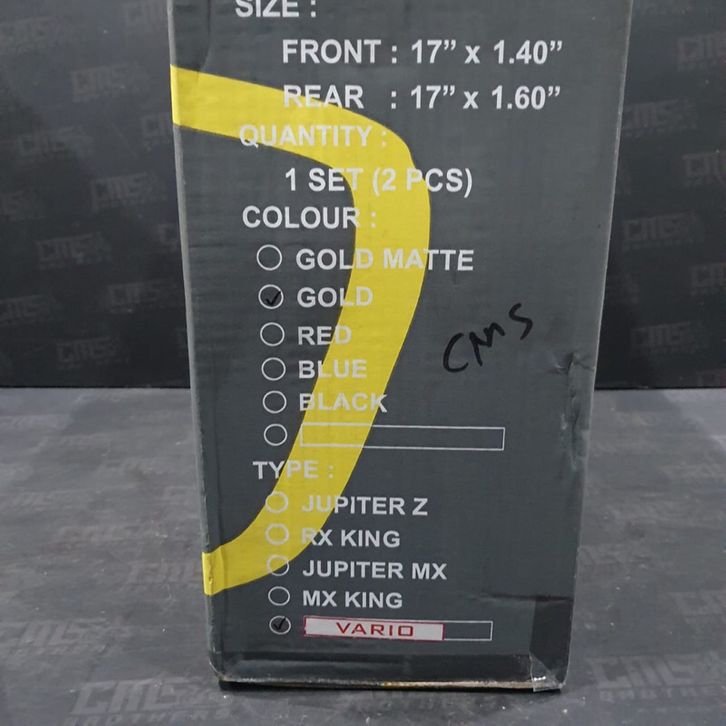 SIZE :
FRONT : 17" x 1.40"
REAR : 17" x 1.60"
QUANTITY :
1 SET (2 PCS)
COLOUR :
GOLD MATTE
GOLD
RED
CMS
BLUE
BLACK
TYPE :
JUPITER Z
RX KING
JUPITER MX
MX KING
VARIO